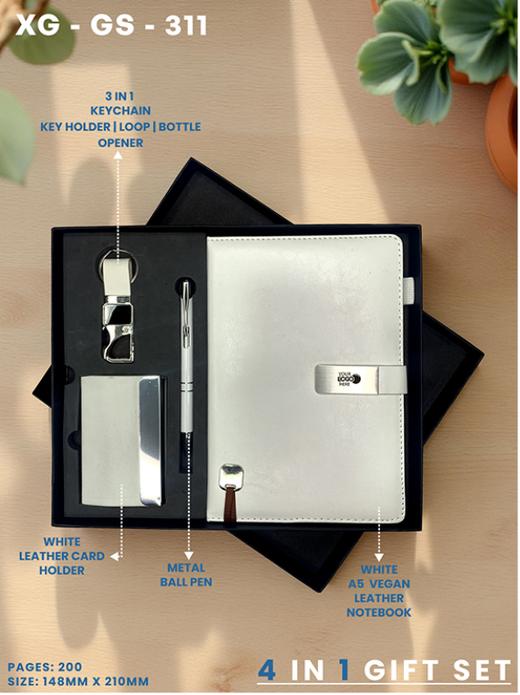 XG - GS - 311
3 IN 1
KEYCHAIN
KEY HOLDER | LOOP | BOTTLE
OPENER
YOUR
LOGO
HERE
WHITE
LEATHER CARD
HOLDER
METAL
BALL PEN
WHITE
A5 VEGAN
LEATHER
NOTEBOOK
PAGES: 200
SIZE: 148MM X 210MM
4 IN 1 GIFT SET